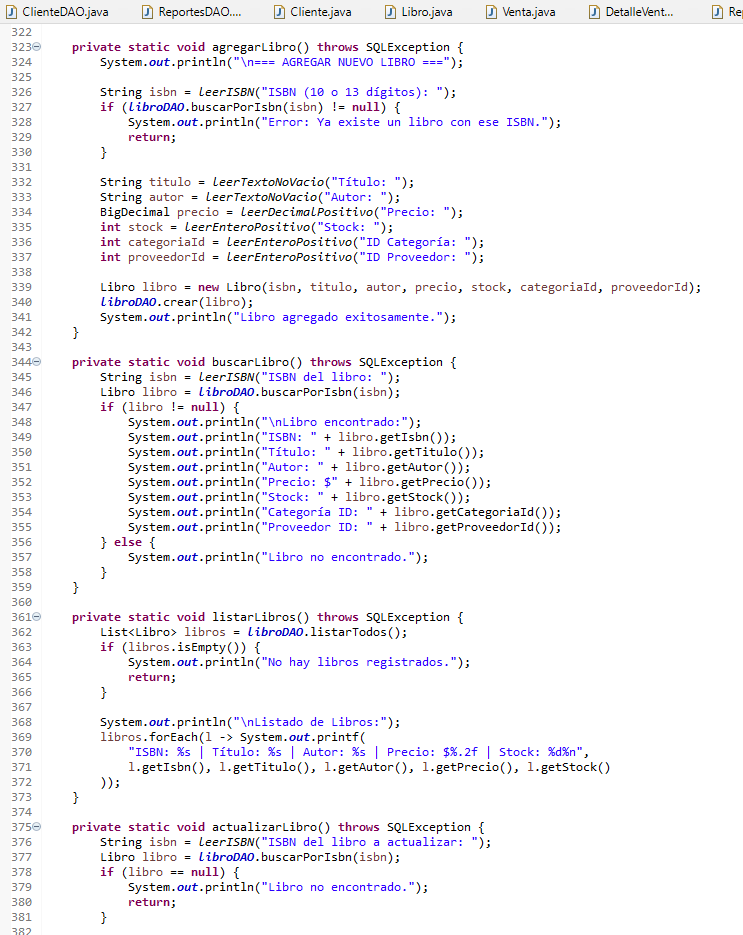 ClienteDAO.java ReportesDAO.... Cliente.java Libro.java Venta.java DetalleVent... Re
322
323 private static void agregarLibro() throws SQLException {
324 System.out.println("\n=== AGREGAR NUEVO LIBRO ===");
325
326 String isbn = leerISBN("ISBN (10 o 13 dígitos): ");
327 if (libroDAO.buscarPorIsbn(isbn) != null) {
328 System.out.println("Error: Ya existe un libro con ese ISBN.");
329 return;
330 }
331
332 String titulo = leerTextoNoVacio("Título: ");
333 String autor = leerTextoNoVacio("Autor: ");
334 BigDecimal precio = leerDecimalPositivo("Precio: ");
335 int stock = leerEnteroPositivo("Stock: ");
336 int categoriaId = leerEnteroPositivo("ID Categoría: ");
337 int proveedorId = leerEnteroPositivo("ID Proveedor: ");
338
339 Libro libro = new Libro(isbn, titulo, autor, precio, stock, categoriaId, proveedorId);
340 libroDAO.crear(libro);
341 System.out.println("Libro agregado exitosamente.");
342 }
343
344 private static void buscarLibro() throws SQLException {
345 String isbn = leerISBN("ISBN del libro: ");
346 Libro libro = libroDAO.buscarPorIsbn(isbn);
347 if (libro != null) {
348 System.out.println("\nLibro encontrado:");
349 System.out.println("ISBN: " + libro.getIsbn());
350 System.out.println("Título: " + libro.getTitulo());
351 System.out.println("Autor: " + libro.getAutor());
352 System.out.println("Precio: $" + libro.getPrecio());
353 System.out.println("Stock: " + libro.getStock());
354 System.out.println("Categoría ID: " + libro.getCategoriaId());
355 System.out.println("Proveedor ID: " + libro.getProveedorId());
356 } else {
357 System.out.println("Libro no encontrado.");
358 }
359 }
360
361 private static void listarLibros() throws SQLException {
362 List<Libro> libros = libroDAO.listarTodos();
363 if (libros.isEmpty()) {
364 System.out.println("No hay libros registrados.");
365 return;
366 }
367
368 System.out.println("\nListado de Libros:");
369 libros.forEach(l -> System.out.printf(
370 "ISBN: %s | Título: %s | Autor: %s | Precio: $%.2f | Stock: %d%n",
371 l.getIsbn(), l.getTitulo(), l.getAutor(), l.getPrecio(), l.getStock()
372 ));
373 }
374
375 private static void actualizarLibro() throws SQLException {
376 String isbn = leerISBN("ISBN del libro a actualizar: ");
377 Libro libro = libroDAO.buscarPorIsbn(isbn);
378 if (libro == null) {
379 System.out.println("Libro no encontrado.");
380 return;
381 }
382